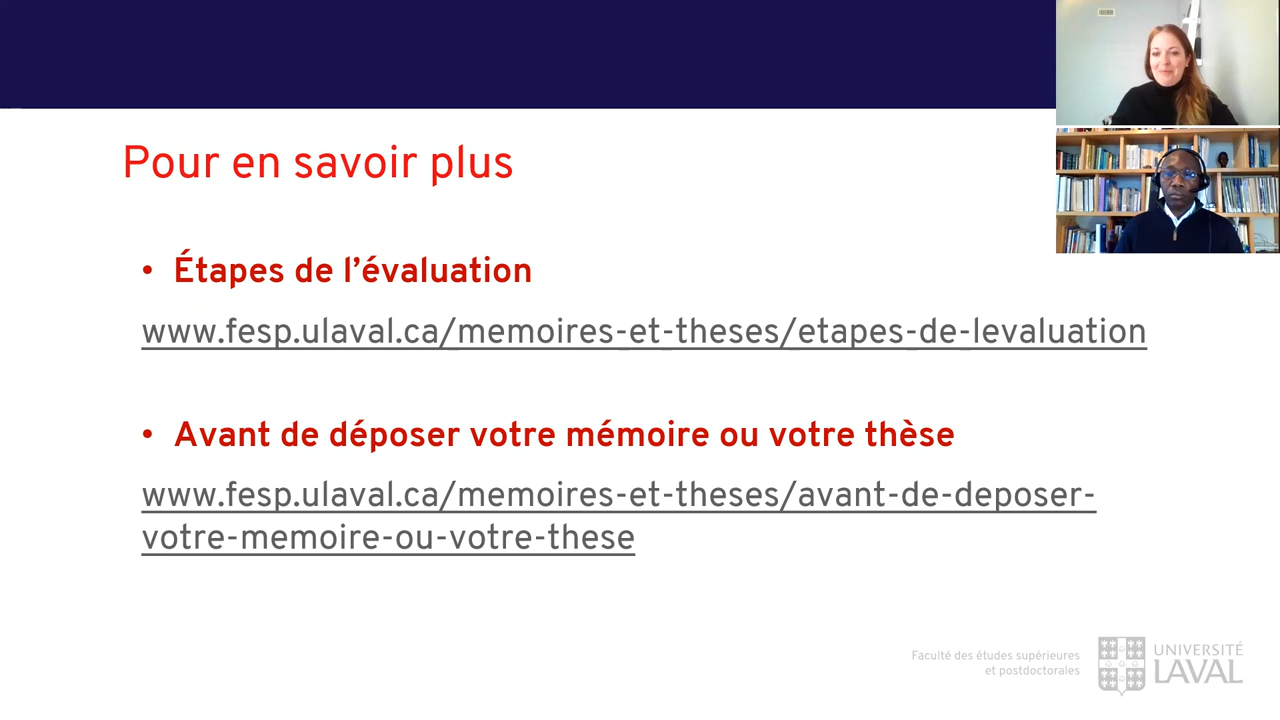 Pour en savoir plus
• Étapes de l’évaluation
www.fesp.ulaval.ca/memoires-et-theses/etapes-de-levaluation
• Avant de déposer votre mémoire ou votre thèse
www.fesp.ulaval.ca/memoires-et-theses/avant-de-deposer-
votre-memoire-ou-votre-these
Faculté des études supérieures
et postdoctorales
UNIVERSITÉ
LAVAL